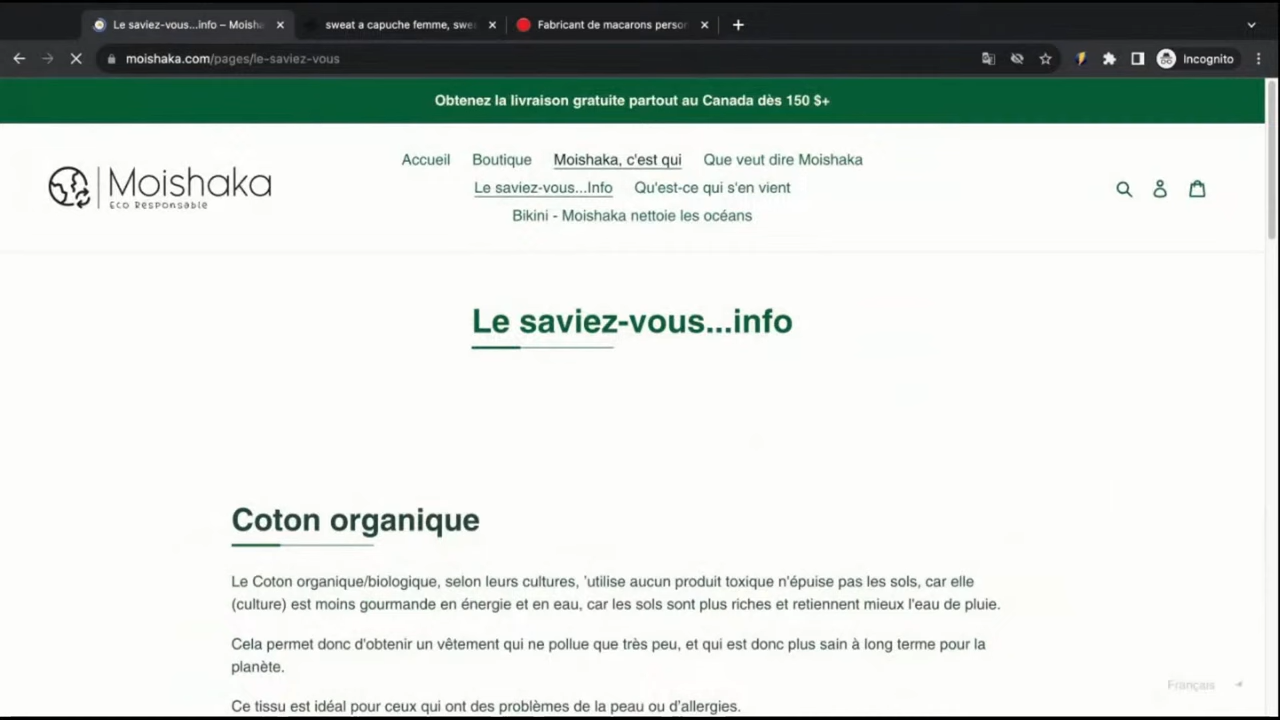 Le saviez-vous...info – Moisha
sweat a capuche femme, swe
Fabricant de macarons person
moishaka.com/pages/le-saviez-vous
Incognito
Obtenez la livraison gratuite partout au Canada dès 150 $+
Moishaka
Eco Responsable
Accueil Boutique Moishaka, c'est qui Que veut dire Moishaka
Le saviez-vous...Info Qu'est-ce qui s'en vient
Bikini - Moishaka nettoie les océans
Le saviez-vous...info
Coton organique
Le Coton organique/biologique, selon leurs cultures, 'utilise aucun produit toxique n'épuise pas les sols, car elle
(culture) est moins gourmande en énergie et en eau, car les sols sont plus riches et retiennent mieux l'eau de pluie.
Cela permet donc d'obtenir un vêtement qui ne pollue que très peu, et qui est donc plus sain à long terme pour la
planète.
Ce tissu est idéal pour ceux qui ont des problèmes de la peau ou d'allergies.
Français